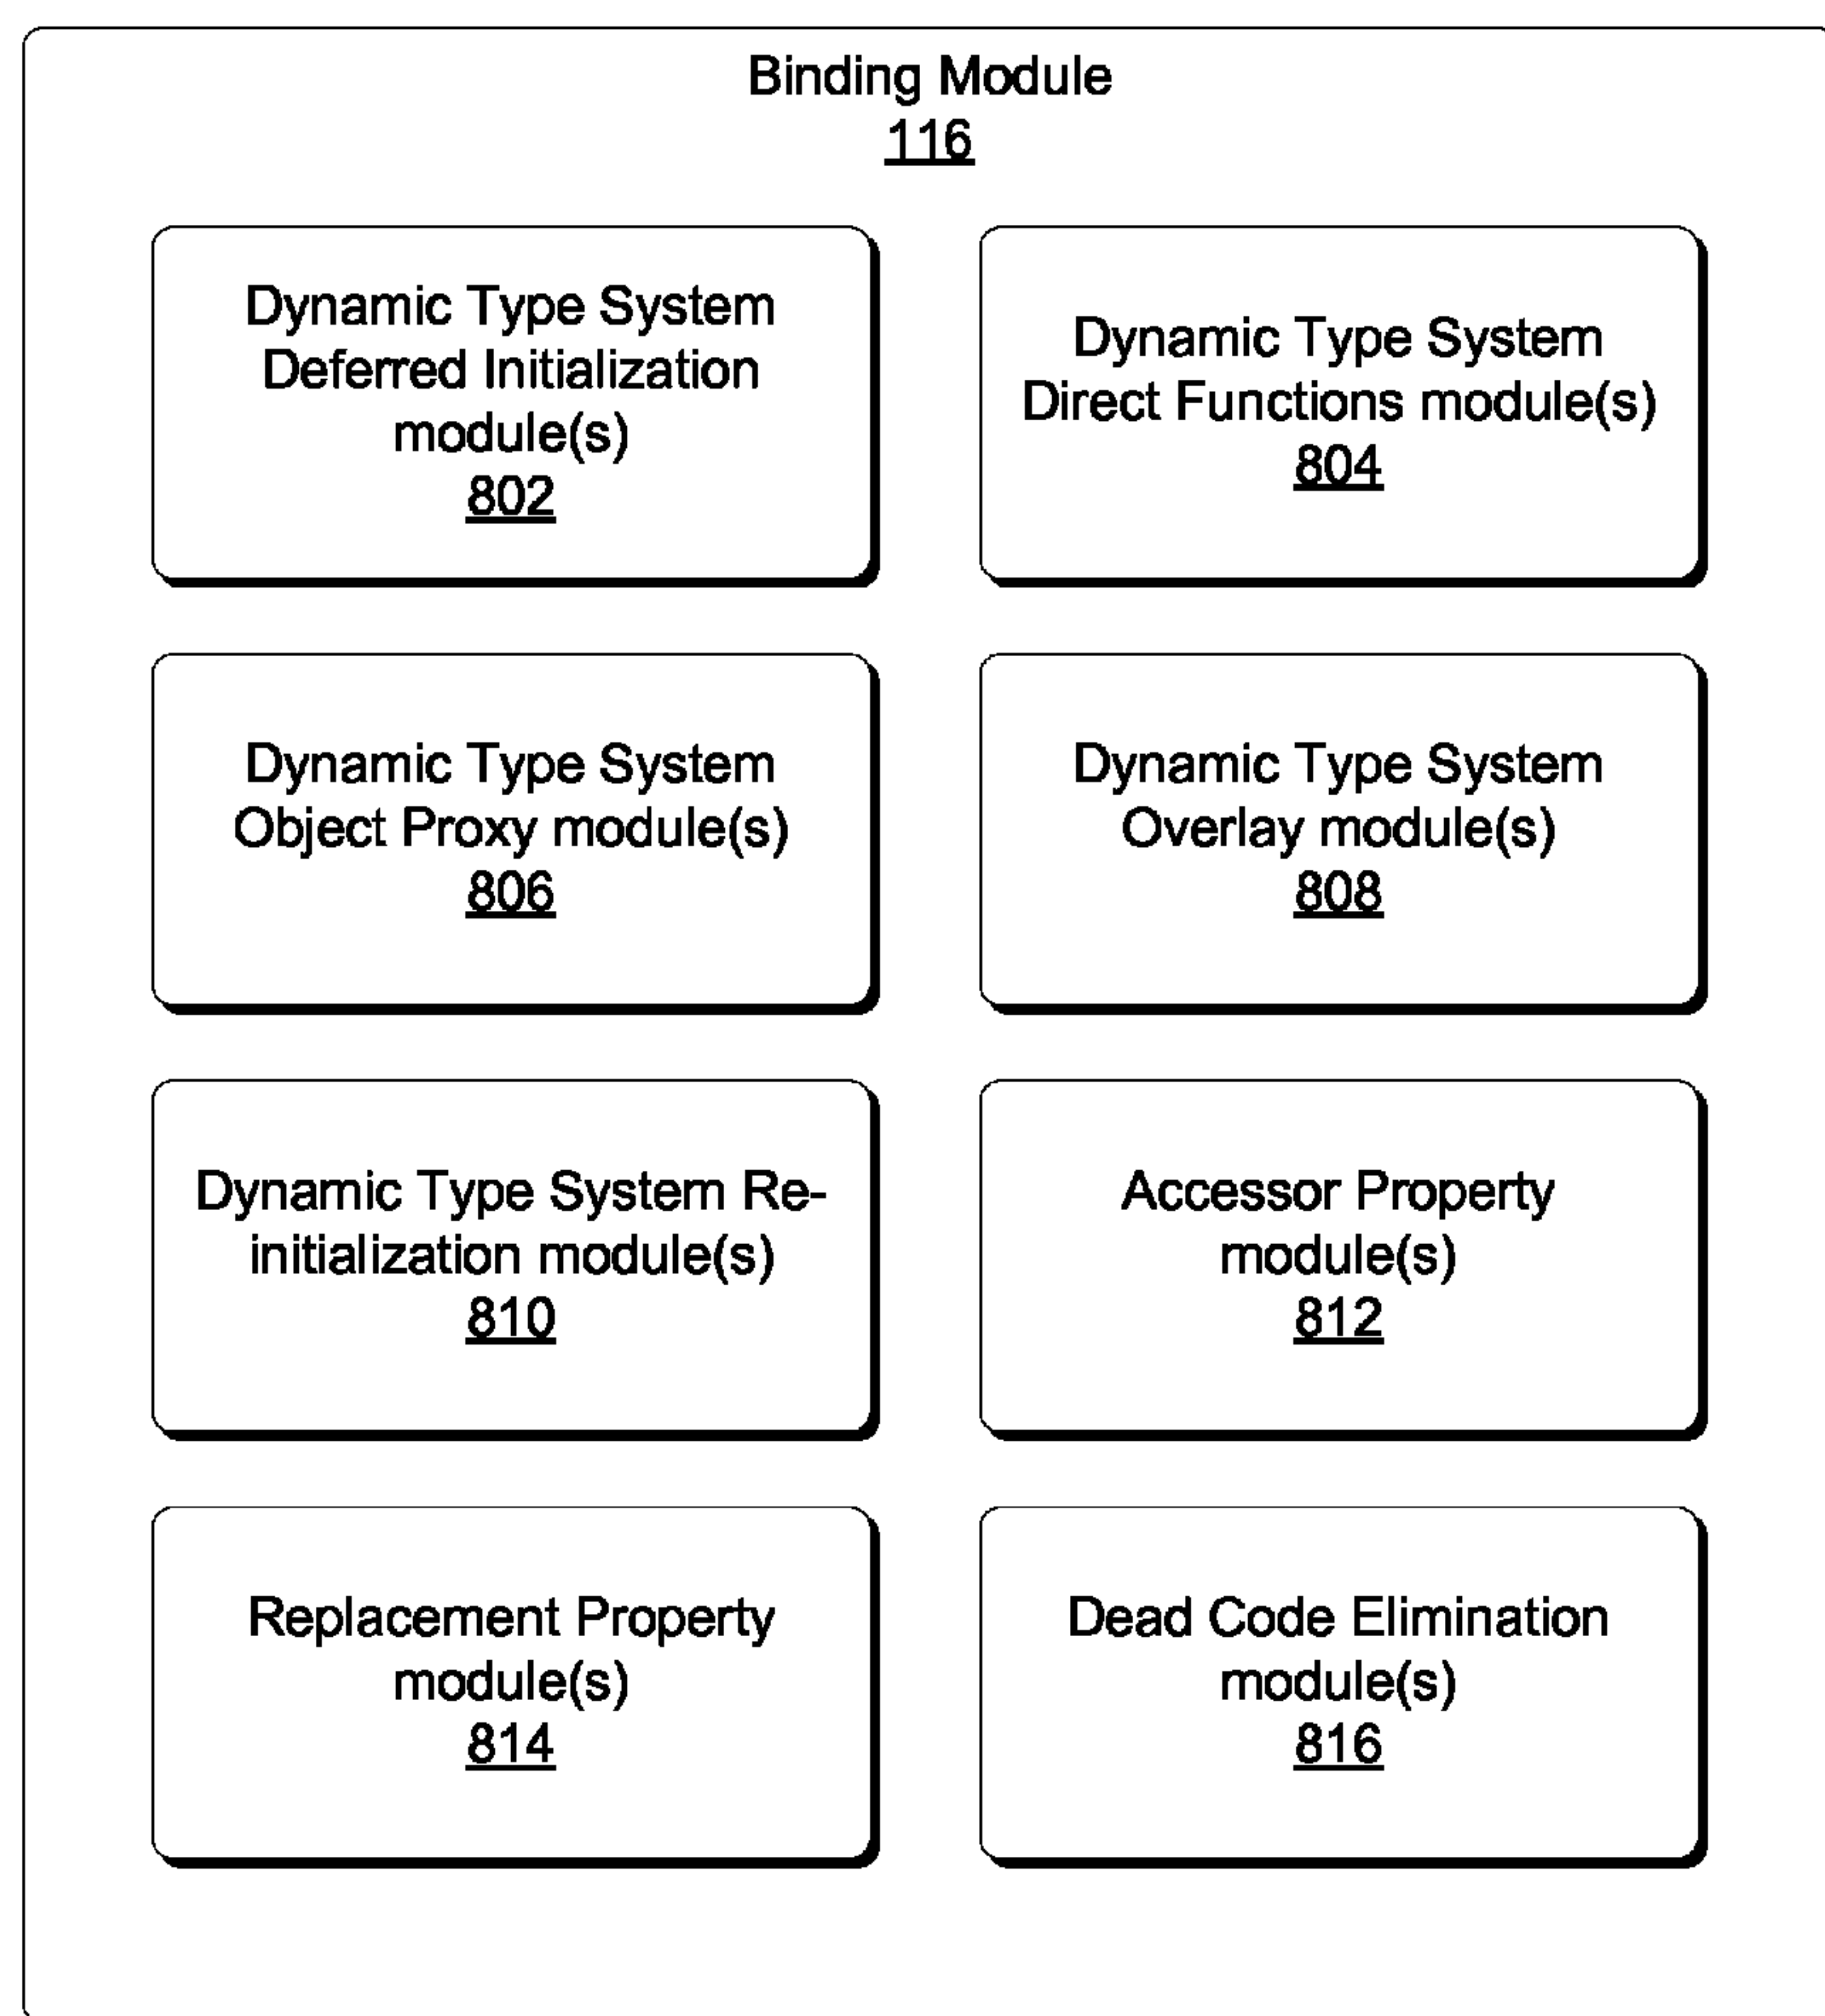 Binding Module
116
Dynamic Type System
Deferred Initialization
module(s)
802
Dynamic Type System
Direct Functions module(s)
804
Dynamic Type System
Object Proxy module(s)
806
Dynamic Type System
Overlay module(s)
808
Dynamic Type System Re-
initialization module(s)
810
Accessor Property
module(s)
812
Replacement Property
module(s)
814
Dead Code Elimination
module(s)
816